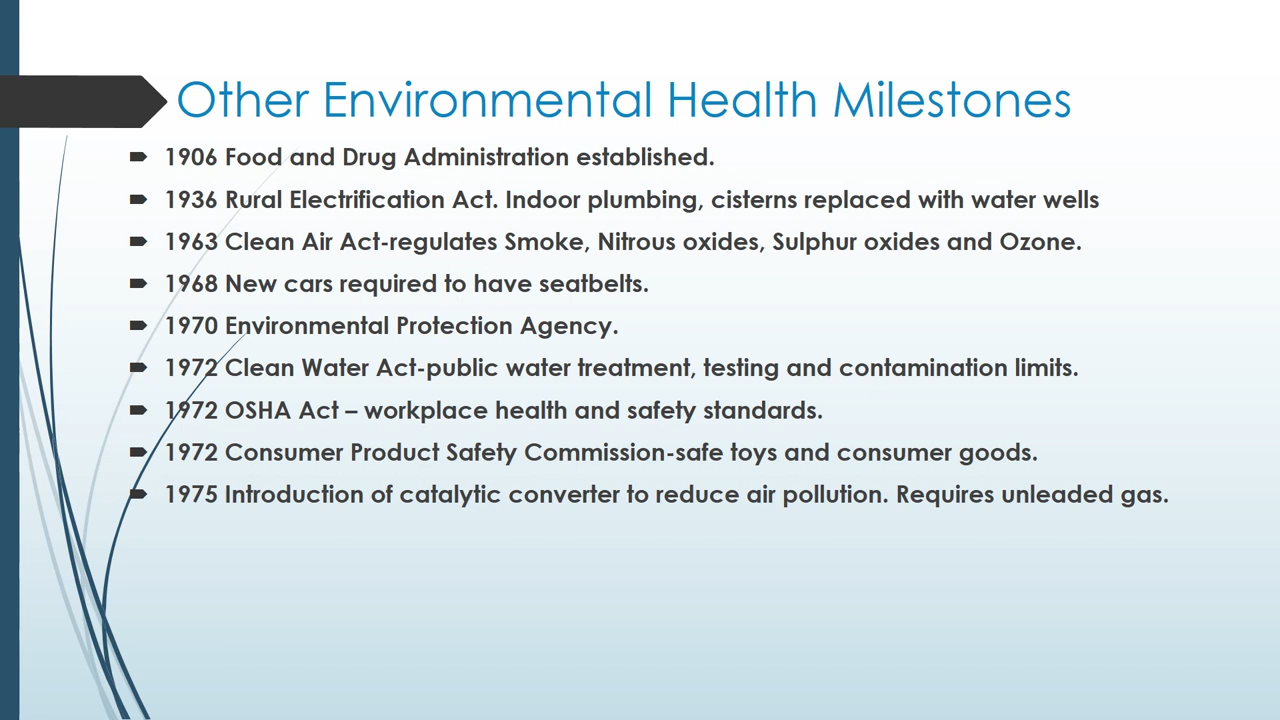 Other Environmental Health Milestones
1906 Food and Drug Administration established.
1936 Rural Electrification Act. Indoor plumbing, cisterns replaced with water wells
1963 Clean Air Act-regulates Smoke, Nitrous oxides, Sulphur oxides and Ozone.
1968 New cars required to have seatbelts.
1970 Environmental Protection Agency.
1972 Clean Water Act-public water treatment, testing and contamination limits.
1972 OSHA Act – workplace health and safety standards.
1972 Consumer Product Safety Commission-safe toys and consumer goods.
1975 Introduction of catalytic converter to reduce air pollution. Requires unleaded gas.